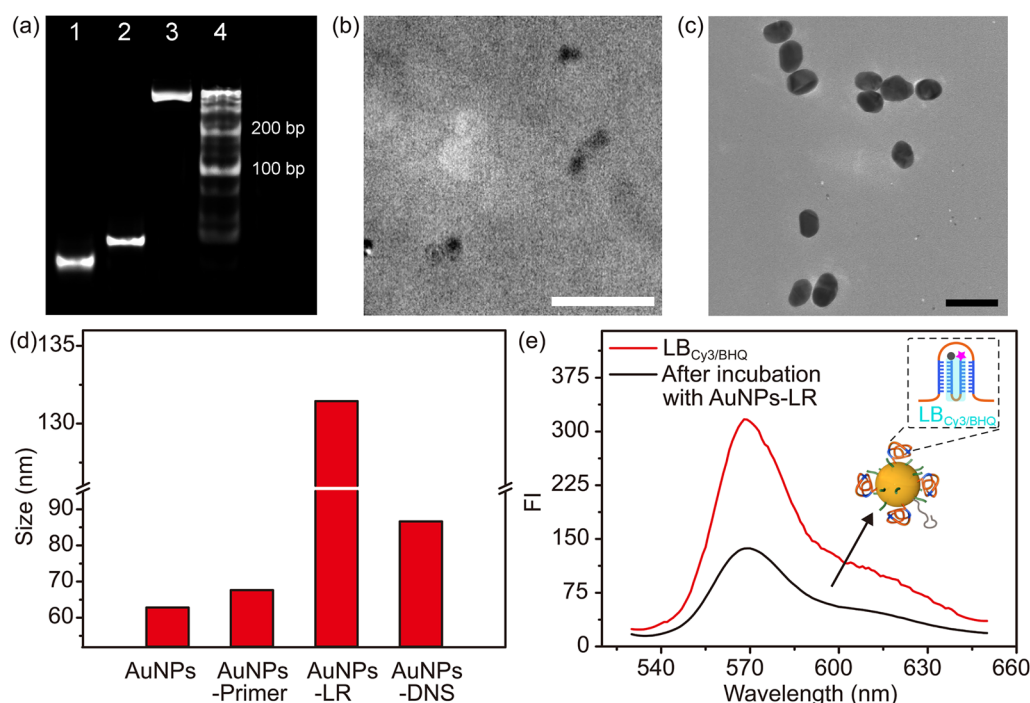 (a)
1 2 3 4
200 bp
100 bp
(b)
(c)
(d)
135
130
90
80
70
60
Size (nm)
AuNPs
AuNPs
-Primer
AuNPs
-LR
AuNPs
-DNS
(e)
LBCy3/BHQ
After incubation
with AuNPs-LR
LBCy3/BHQ
375
300
225
150
75
0
FI
540 570 600 630 660
Wavelength (nm)